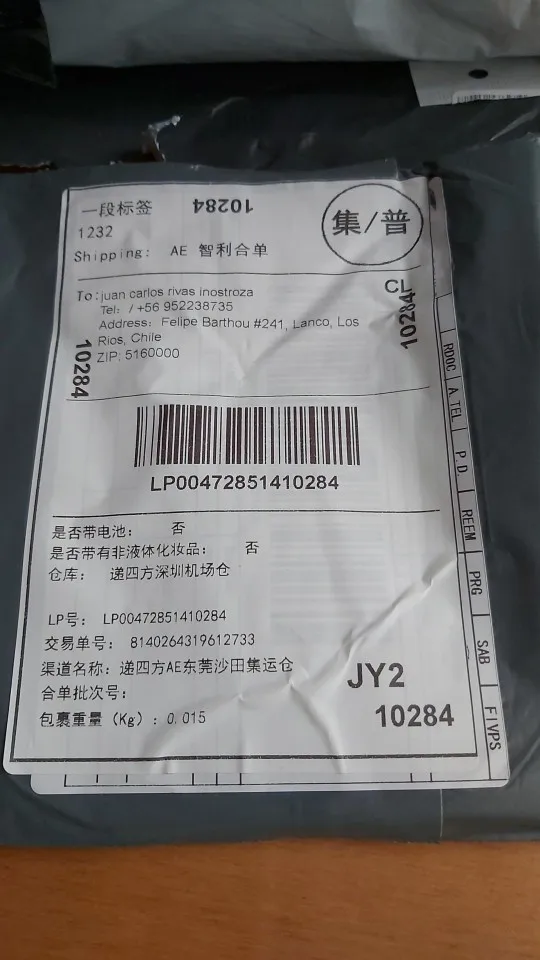 一段标签
10284
1232
集/普
Shipping: AE 智利合单
To: juan carlos rivas inostroza
Tel: / +56 952238735
Address: Felipe Barthou #241, Lanco, Los
Rios, Chile
ZIP: 5160000
CL
10284
10284
LP00472851410284
是否带电池: 否
是否带有非液体化妆品: 否
仓库: 递四方深圳机场仓
LP号: LP00472851410284
交易单号: 8140264319612733
渠道名称: 递四方AE东莞沙田集运仓
合单批次号:
包裹重量 (Kg) : 0.015
JY2
10284
RDOC
A.TEL
P.D
REEM
PRG
SAB
FIVPS